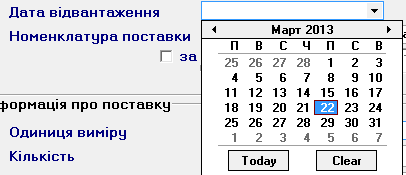 Дата відвантаження
Номенклатура поставки
за
Март 2013
П В С Ч П С В
25 26 27 28 1 2 3
4 5 6 7 8 9 10
11 12 13 14 15 16 17
18 19 20 21 22 23 24
25 26 27 28 29 30 31
1 2 3 4 5 6 7
Today Clear
формація про поставку
Одиниця виміру
Кількість